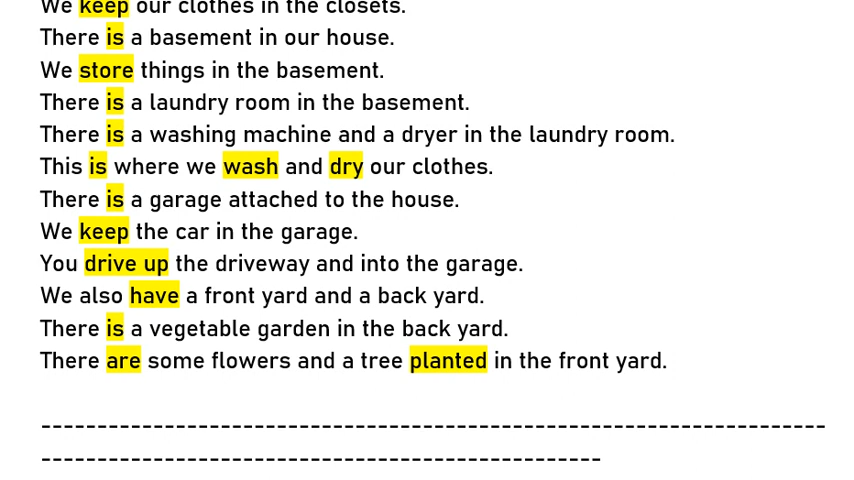 We keep our clothes in the closets.
There is a basement in our house.
We store things in the basement.
There is a laundry room in the basement.
There is a washing machine and a dryer in the laundry room.
This is where we wash and dry our clothes.
There is a garage attached to the house.
We keep the car in the garage.
You drive up the driveway and into the garage.
We also have a front yard and a back yard.
There is a vegetable garden in the back yard.
There are some flowers and a tree planted in the front yard.
----------------------------------------------------------------------
--------------------------------------------------